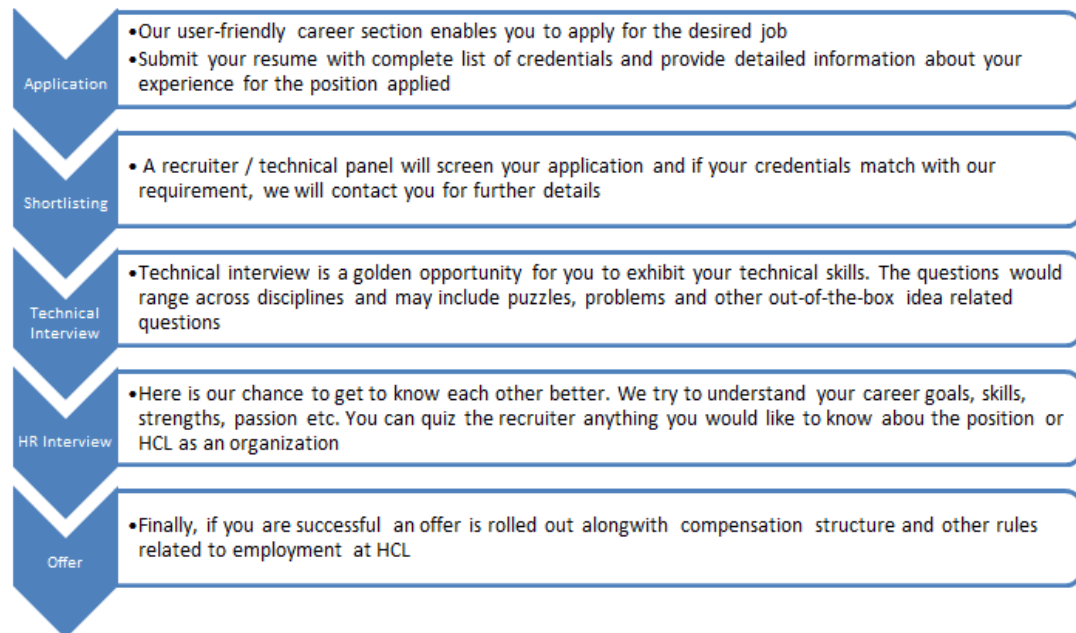 Application
•Our user-friendly career section enables you to apply for the desired job
•Submit your resume with complete list of credentials and provide detailed information about your
experience for the position applied
Shortlisting
• A recruiter / technical panel will screen your application and if your credentials match with our
requirement, we will contact you for further details
Technical
Interview
•Technical interview is a golden opportunity for you to exhibit your technical skills. The questions would
range across disciplines and may include puzzles, problems and other out-of-the-box idea related
questions
HR Interview
•Here is our chance to get to know each other better. We try to understand your career goals, skills,
strengths, passion etc. You can quiz the recruiter anything you would like to know abou the position or
HCL as an organization
Offer
•Finally, if you are successful an offer is rolled out alongwith compensation structure and other rules
related to employment at HCL